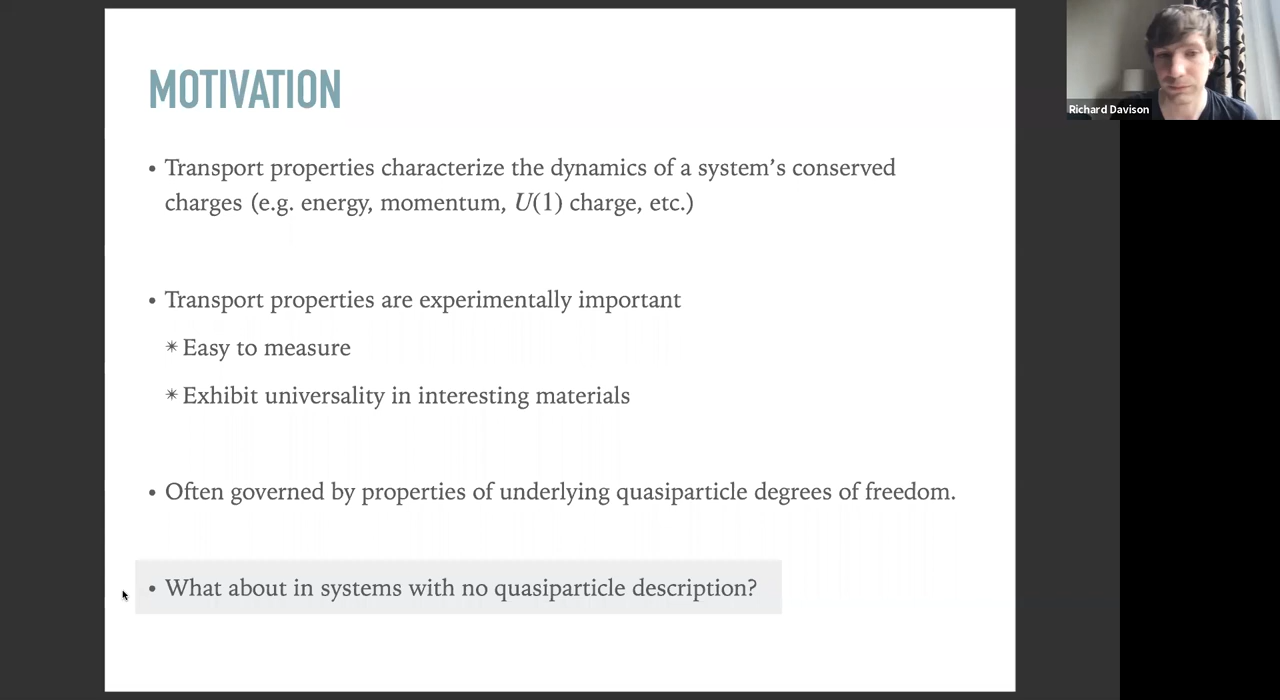 MOTIVATION
• Transport properties characterize the dynamics of a system’s conserved
charges (e.g. energy, momentum, U(1) charge, etc.)
• Transport properties are experimentally important
✴ Easy to measure
✴ Exhibit universality in interesting materials
• Often governed by properties of underlying quasiparticle degrees of freedom.
• What about in systems with no quasiparticle description?
Richard Davison